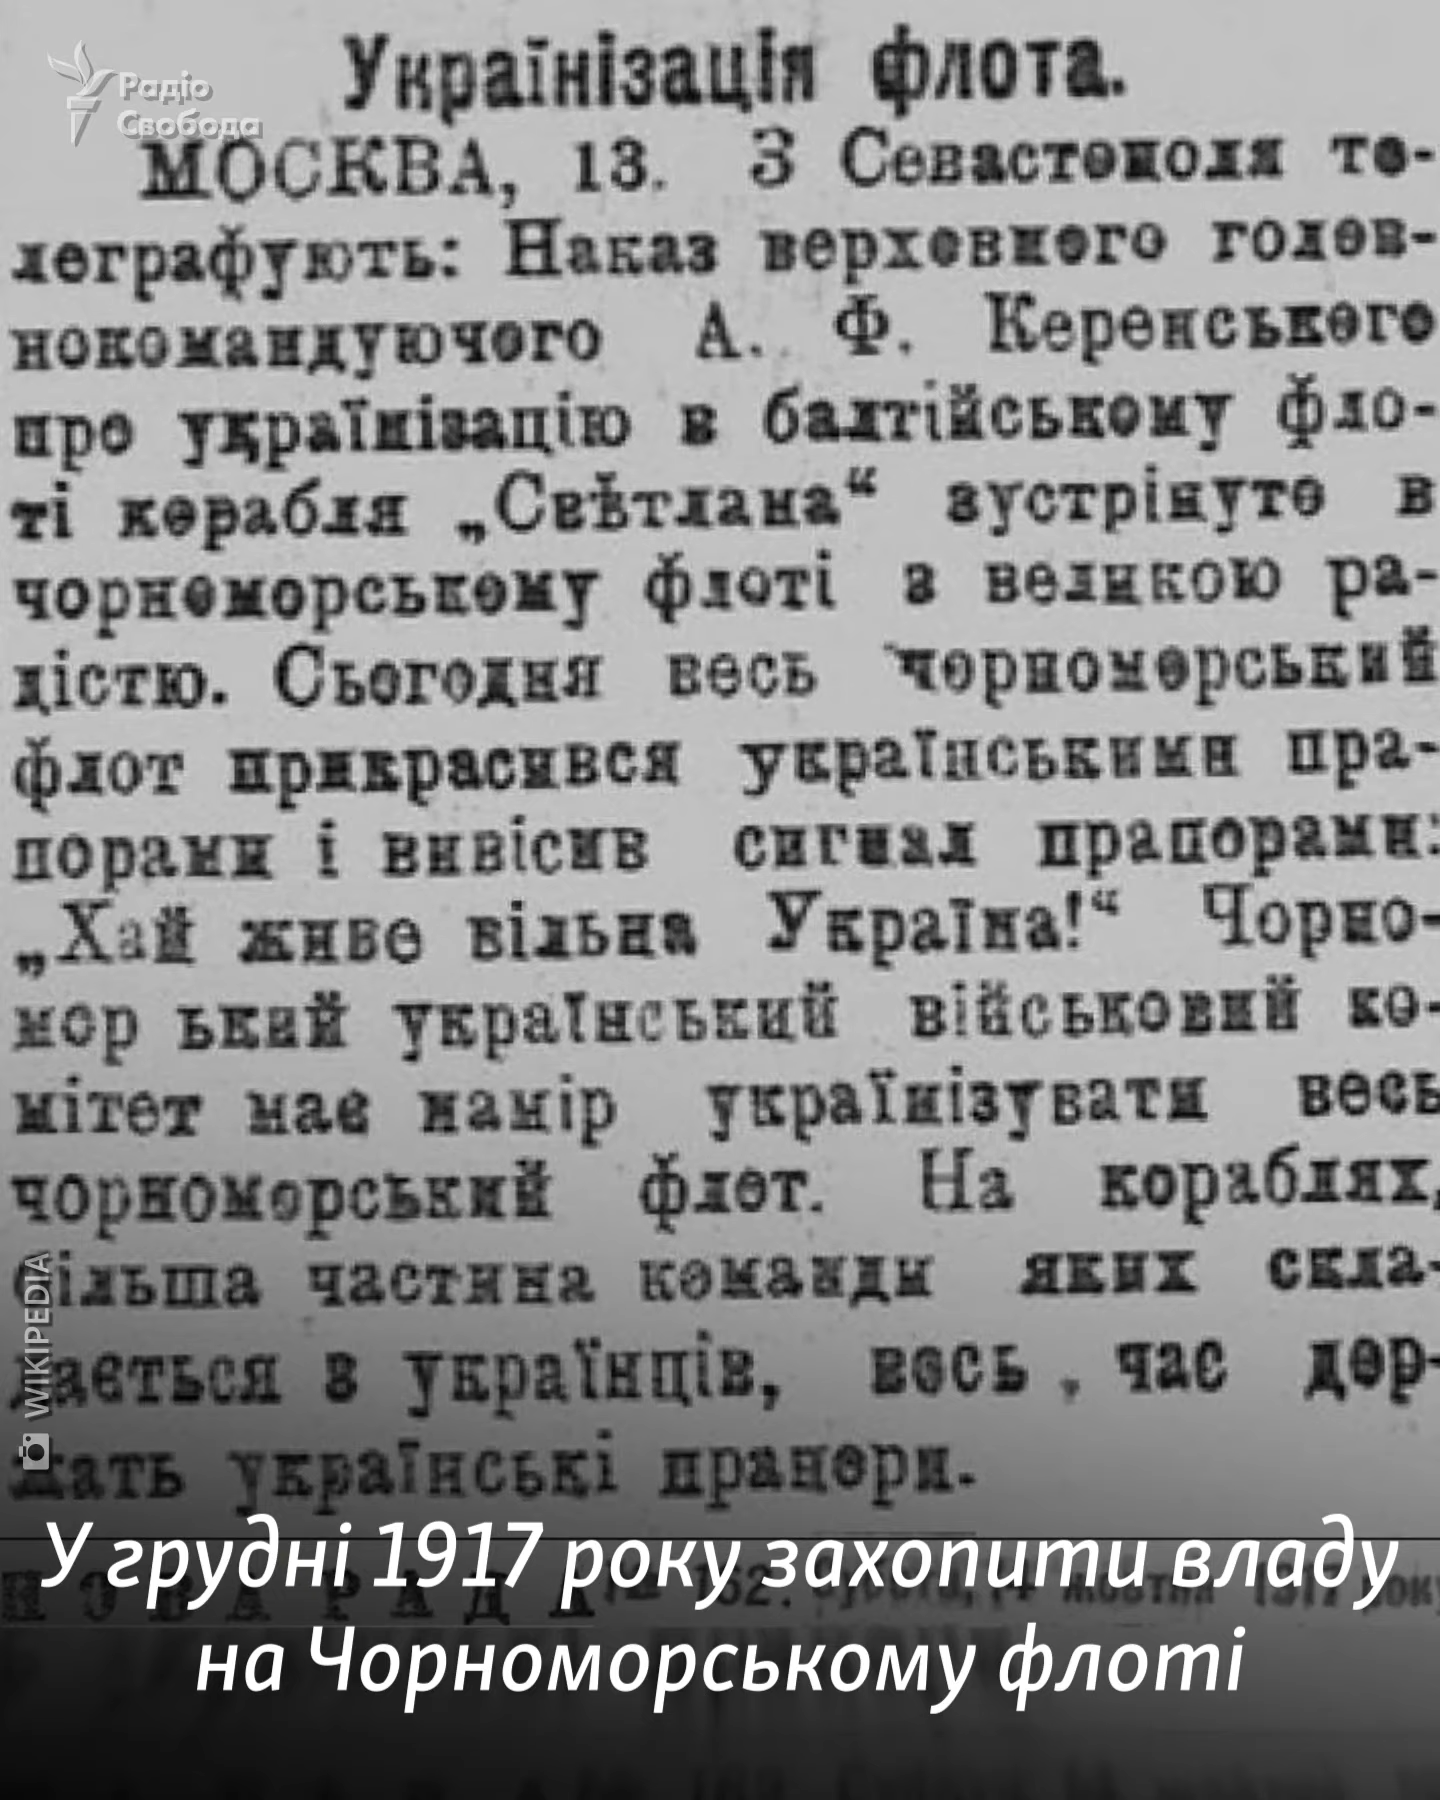 Радіо
Свобода
Українізація флота.
МОСКВА, 13. З Севастополя те-
леграфують: Наказ верховного голов-
нокомандуючого А. Ф. Керенського
про українізацію в балтійському фло-
ті корабля „Свѣтлана“ зустрінуто в
чорноморському флоті з великою ра-
дістю. Сьогодня весь чорноморський
флот прикрасився українськими пра-
порами і вивісив сигнал прапорами:
„Хай живе вільна Україна!“ Чорно-
мор ький український військовий ко-
мітет має намір українізувати весь
чорноморський флот. На кораблях,
більша частина команди яких скла-
дається з українців, весь час дер-
жать українські прапори.
WIKIPEDIA
У грудні 1917 року захопити владу
на Чорноморському флоті